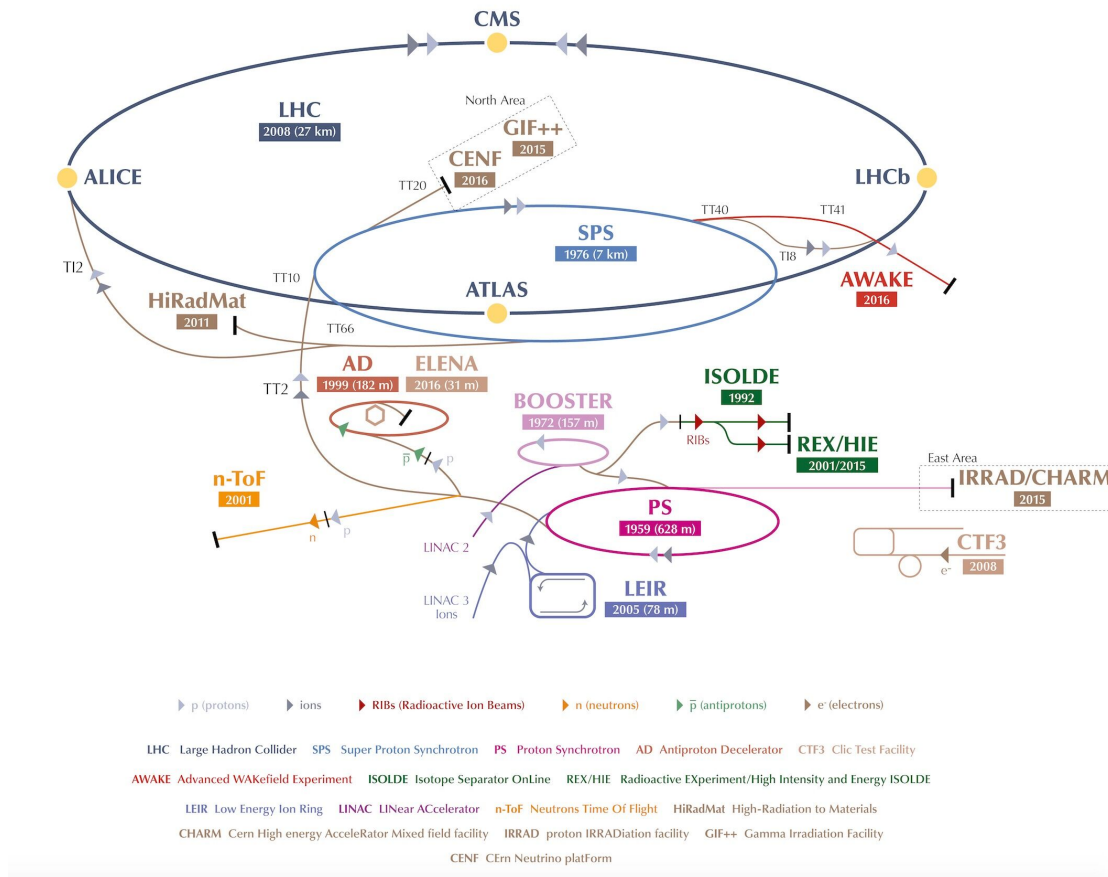 CMS
North Area
LHC
2008 (27 km)
GIF++
2015
CENF
2016
ALICE
TT20
LHCb
TT40
TT41
SPS
1976 (7 km)
TI8
TI2
TT10
AWAKE
2016
ATLAS
HiRadMat
2011
TT66
AD
1999 (182 m)
ELENA
2016 (31 m)
TT2
ISOLDE
1992
BOOSTER
1972 (157 m)
RIBs
REX/HIE
2001/2015
p̅
p
East Area
n-ToF
2001
IRRAD/CHARM
2015
PS
1959 (628 m)
n
p
LINAC 2
CTF3
2008
e-
LEIR
2005 (78 m)
LINAC 3
Ions
p (protons) ions RIBs (Radioactive Ion Beams) n (neutrons) p̅ (antiprotons) e- (electrons)
LHC Large Hadron Collider SPS Super Proton Synchrotron PS Proton Synchrotron AD Antiproton Decelerator CTF3 Clic Test Facility
AWAKE Advanced WAKefield Experiment ISOLDE Isotope Separator OnLine REX/HIE Radioactive EXperiment/High Intensity and Energy ISOLDE
LEIR Low Energy Ion Ring LINAC LINear ACcelerator n-ToF Neutrons Time Of Flight HiRadMat High-Radiation to Materials
CHARM Cern High energy AcceleRator Mixed field facility IRRAD proton IRRADiation facility GIF++ Gamma Irradiation Facility
CENF CErn Neutrino platForm